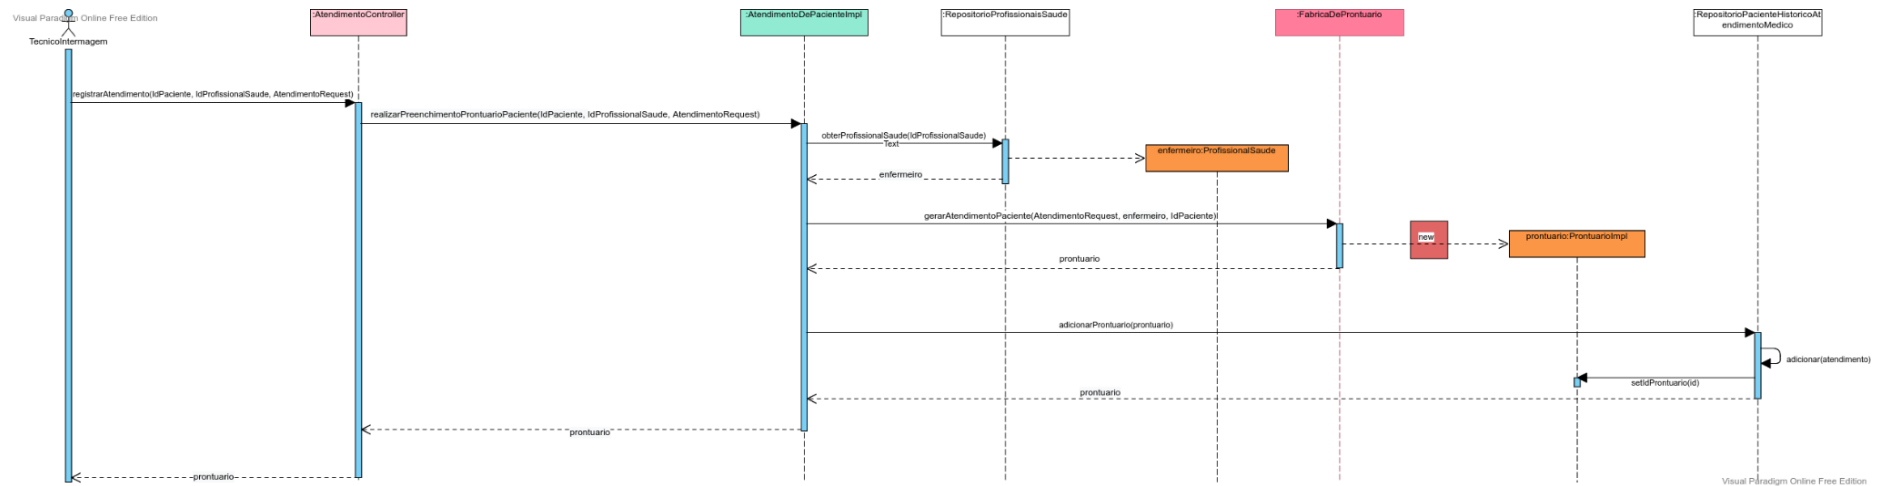 Visual Paradigm Online Free Edition
:AtendimentoController
:AtendimentoDePacienteImpl
:RepositorioProfissionaisSaude
:FabricaDeProntuario
:RepositorioPacienteHistoricoAt
endimentoMedico
TecnicoIntermagem
registrarAtendimento(IdPaciente, IdProfissionalSaude, AtendimentoRequest)
realizarPreenchimentoProntuarioPaciente(IdPaciente, IdProfissionalSaude, AtendimentoRequest)
obterProfissionalSaude(IdProfissionalSaude)
Text
enfermeiro:ProfissionalSaude
enfermeiro
gerarAtendimentoPaciente(AtendimentoRequest, enfermeiro, IdPaciente)
new
prontuario:ProntuarioImpl
prontuario
adicionarProntuario(prontuario)
adicionar(atendimento)
setIdProntuario(id)
prontuario
prontuario
prontuario
Visual Paradigm Online Free Edition